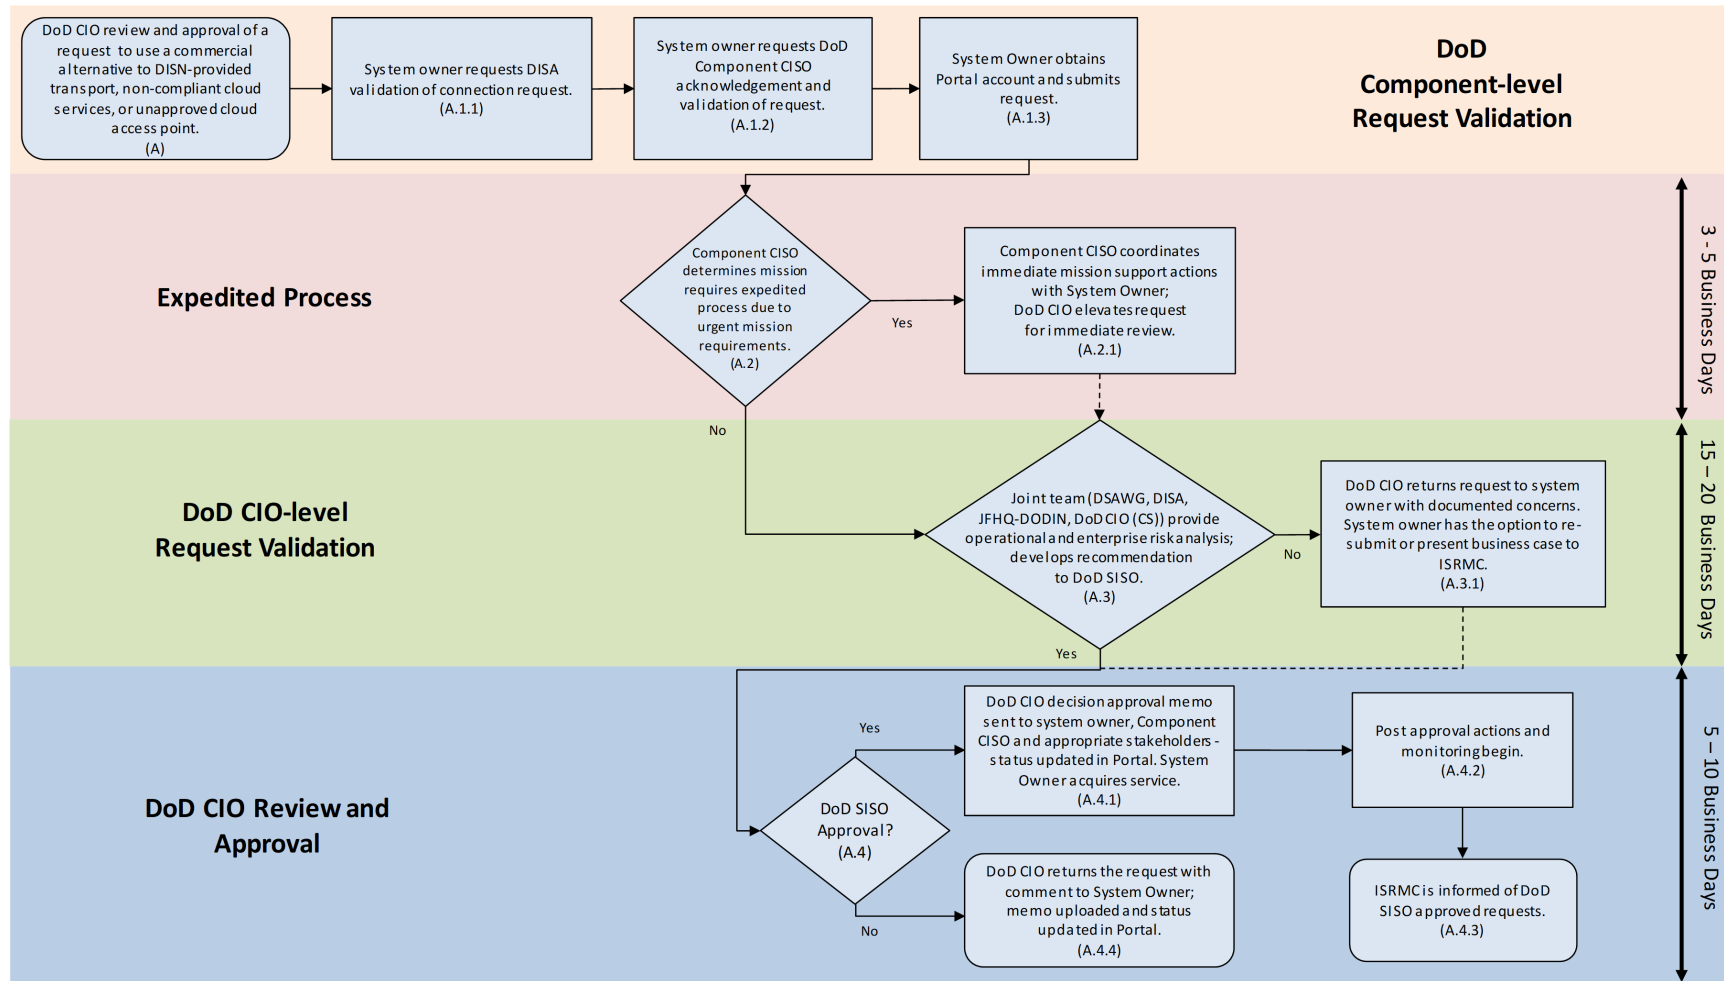 DoD CIO review and approval of a
request to use a commercial
alternative to DISN-provided
transport, non-compliant cloud
services, or unapproved cloud
access point.
(A)
System owner requests DISA
validation of connection request.
(A.1.1)
System owner requests DoD
Component CISO
acknowledgement and
validation of request.
(A.1.2)
System Owner obtains
Portal account and submits
request.
(A.1.3)
DoD
Component-level
Request Validation
Expedited Process
Component CISO
determines mission
requires expedited
process due to
urgent mission
requirements.
(A.2)
Yes
No
Component CISO coordinates
immediate mission support actions
with System Owner;
DoD CIO elevates request
for immediate review.
(A.2.1)
3 - 5 Business Days
DoD CIO-level
Request Validation
Joint team (DSAWG, DISA,
JFHQ-DODIN, DoD CIO (CS)) provide
operational and enterprise risk analysis;
develops recommendation
to DoD SISO.
(A.3)
No
Yes
DoD CIO returns request to system
owner with documented concerns.
System owner has the option to re-
submit or present business case to
ISRMC.
(A.3.1)
15 – 20 Business Days
DoD CIO Review and
Approval
DoD SISO
Approval?
(A.4)
Yes
No
DoD CIO decision approval memo
sent to system owner, Component
CISO and appropriate stakeholders -
status updated in Portal. System
Owner acquires service.
(A.4.1)
Post approval actions and
monitoring begin.
(A.4.2)
DoD CIO returns the request with
comment to System Owner;
memo uploaded and status
updated in Portal.
(A.4.4)
ISRMC is informed of DoD
SISO approved requests.
(A.4.3)
5 – 10 Business Days